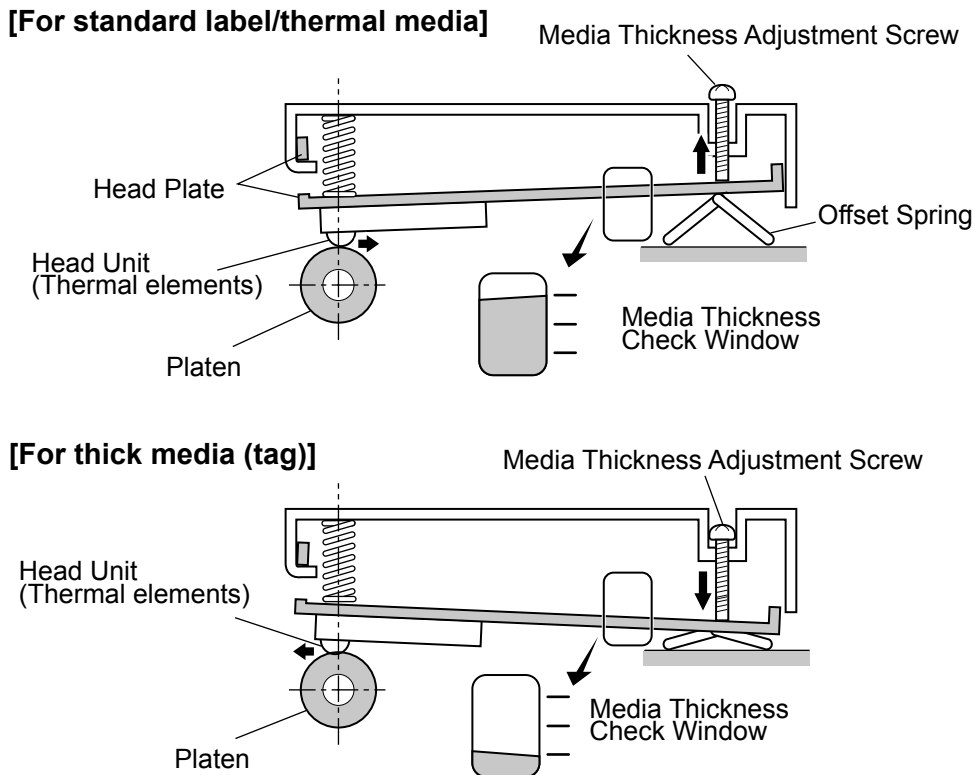 [For standard label/thermal media]
Media Thickness Adjustment Screw
Head Plate
Offset Spring
Head Unit
(Thermal elements)
Media Thickness
Check Window
Platen
[For thick media (tag)]
Media Thickness Adjustment Screw
Head Unit
(Thermal elements)
Media Thickness
Check Window
Platen